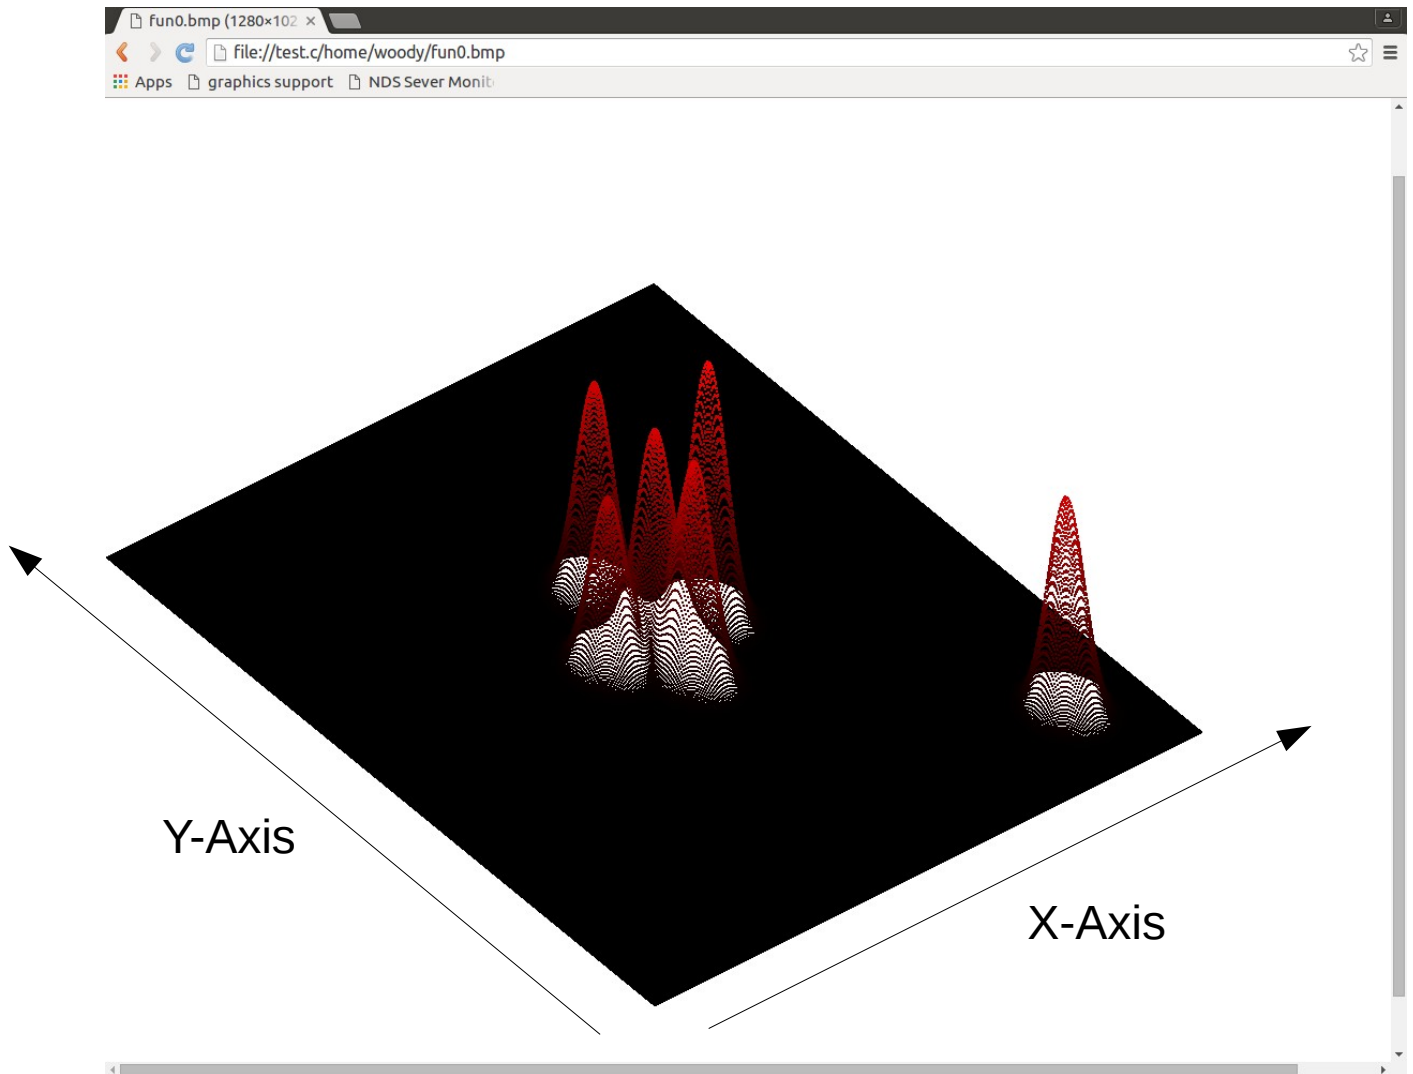 fun0.bmp (1280×102
file://test.c/home/woody/fun0.bmp
Apps graphics support NDS Sever Monit
Y-Axis
X-Axis